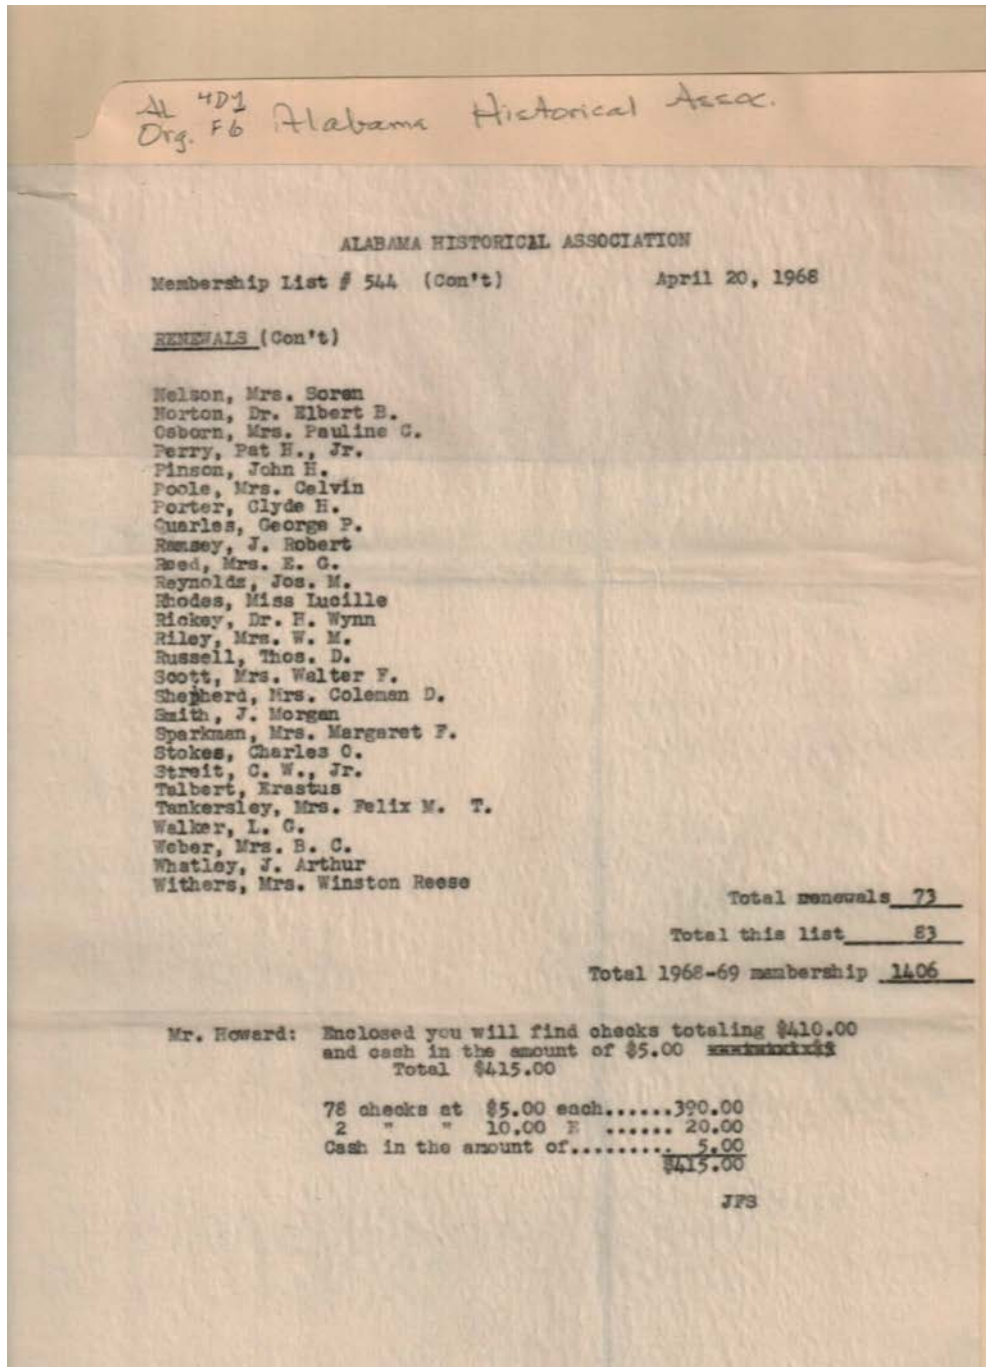 AL 4D1
Org. F6 Alabama Historical Assoc.
ALABAMA HISTORICAL ASSOCIATION
Membership List # 544 (Con't) April 20, 1968
RENEWALS (Con't)
Nelson, Mrs. Soren
Norton, Dr. Elbert B.
Osborn, Mrs. Pauline C.
Perry, Pat H., Jr.
Pinson, John H.
Poole, Mrs. Calvin
Porter, Clyde H.
Quarles, George P.
Ramsey, J. Robert
Reed, Mrs. E. G.
Reynolds, Jos. M.
Rhodes, Miss Lucille
Rickey, Dr. H. Wynn
Riley, Mrs. W. M.
Russell, Thos. D.
Scott, Mrs. Walter F.
Shepherd, Mrs. Coleman D.
Smith, J. Morgan
Sparkman, Mrs. Margaret F.
Stokes, Charles C.
Streit, C. W., Jr.
Talbert, Erastus
Tankersley, Mrs. Felix M. T.
Walker, L. G.
Weber, Mrs. B. C.
Whatley, J. Arthur
Withers, Mrs. Winston Reese
Total renewals 73
Total this list 83
Total 1968-69 membership 1406
Mr. Howard: Enclosed you will find checks totaling $410.00
and cash in the amount of $5.00
Total $415.00
78 checks at $5.00 each.......390.00
2 " " 10.00 E ...... 20.00
Cash in the amount of.......... 5.00
$415.00
JFS